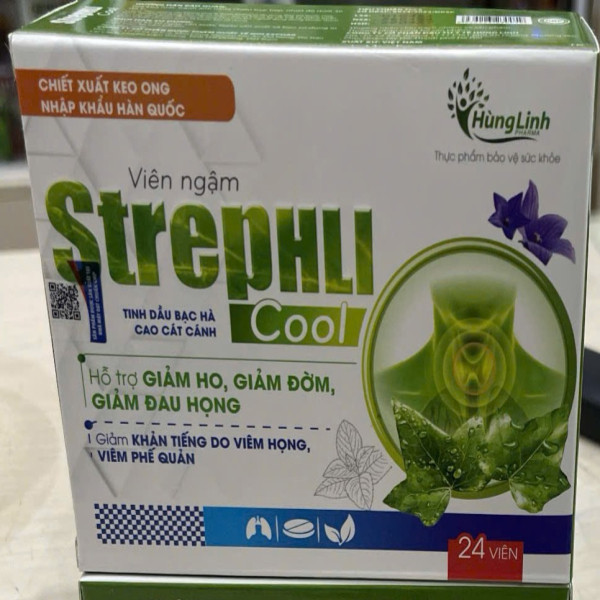 CHIẾT XUẤT KEO ONG
NHẬP KHẨU HÀN QUỐC
HùngLinh
PHARMA
Thực phẩm bảo vệ sức khỏe
Viên ngậm
StrepHLI
Cool
TINH DẦU BẠC HÀ
CAO CÁT CÁNH
Hỗ trợ GIẢM HO, GIẢM ĐỜM,
GIẢM ĐAU HỌNG
Giảm KHÀN TIẾNG DO VIÊM HỌNG,
VIÊM PHẾ QUẢN
24 VIÊN